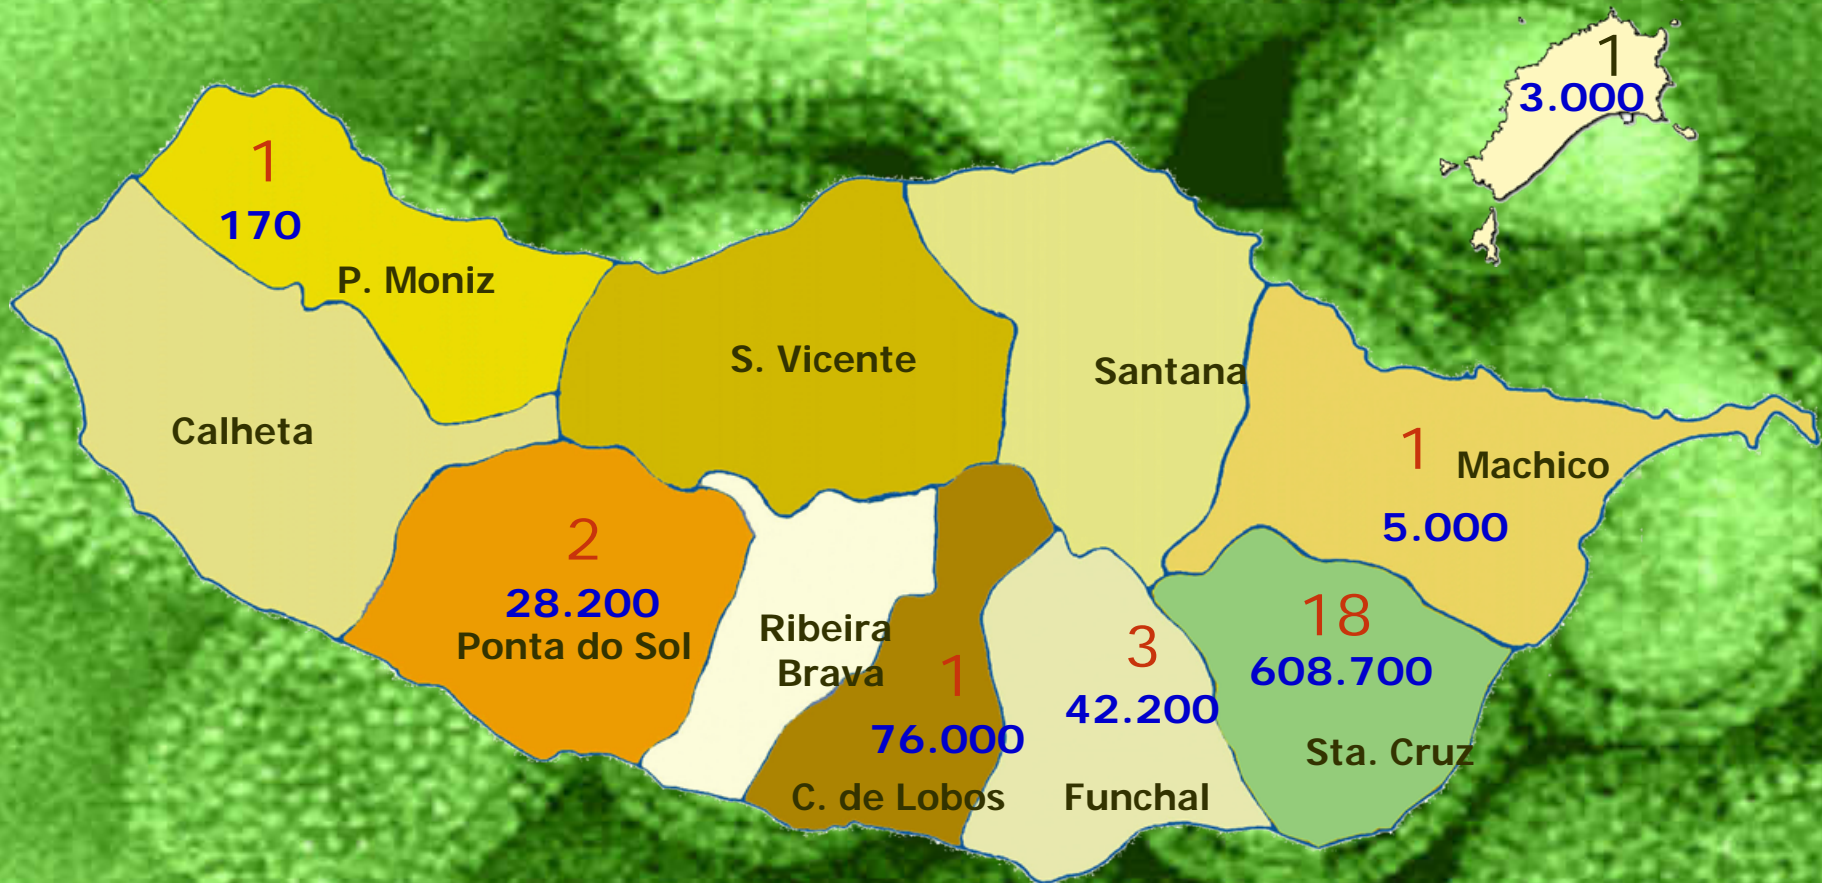 1
3.000
1
170
P. Moniz
S. Vicente
Santana
Calheta
1
Machico
5.000
2
28.200
Ponta do Sol
Ribeira
Brava
1
76.000
C. de Lobos
3
42.200
Funchal
18
608.700
Sta. Cruz